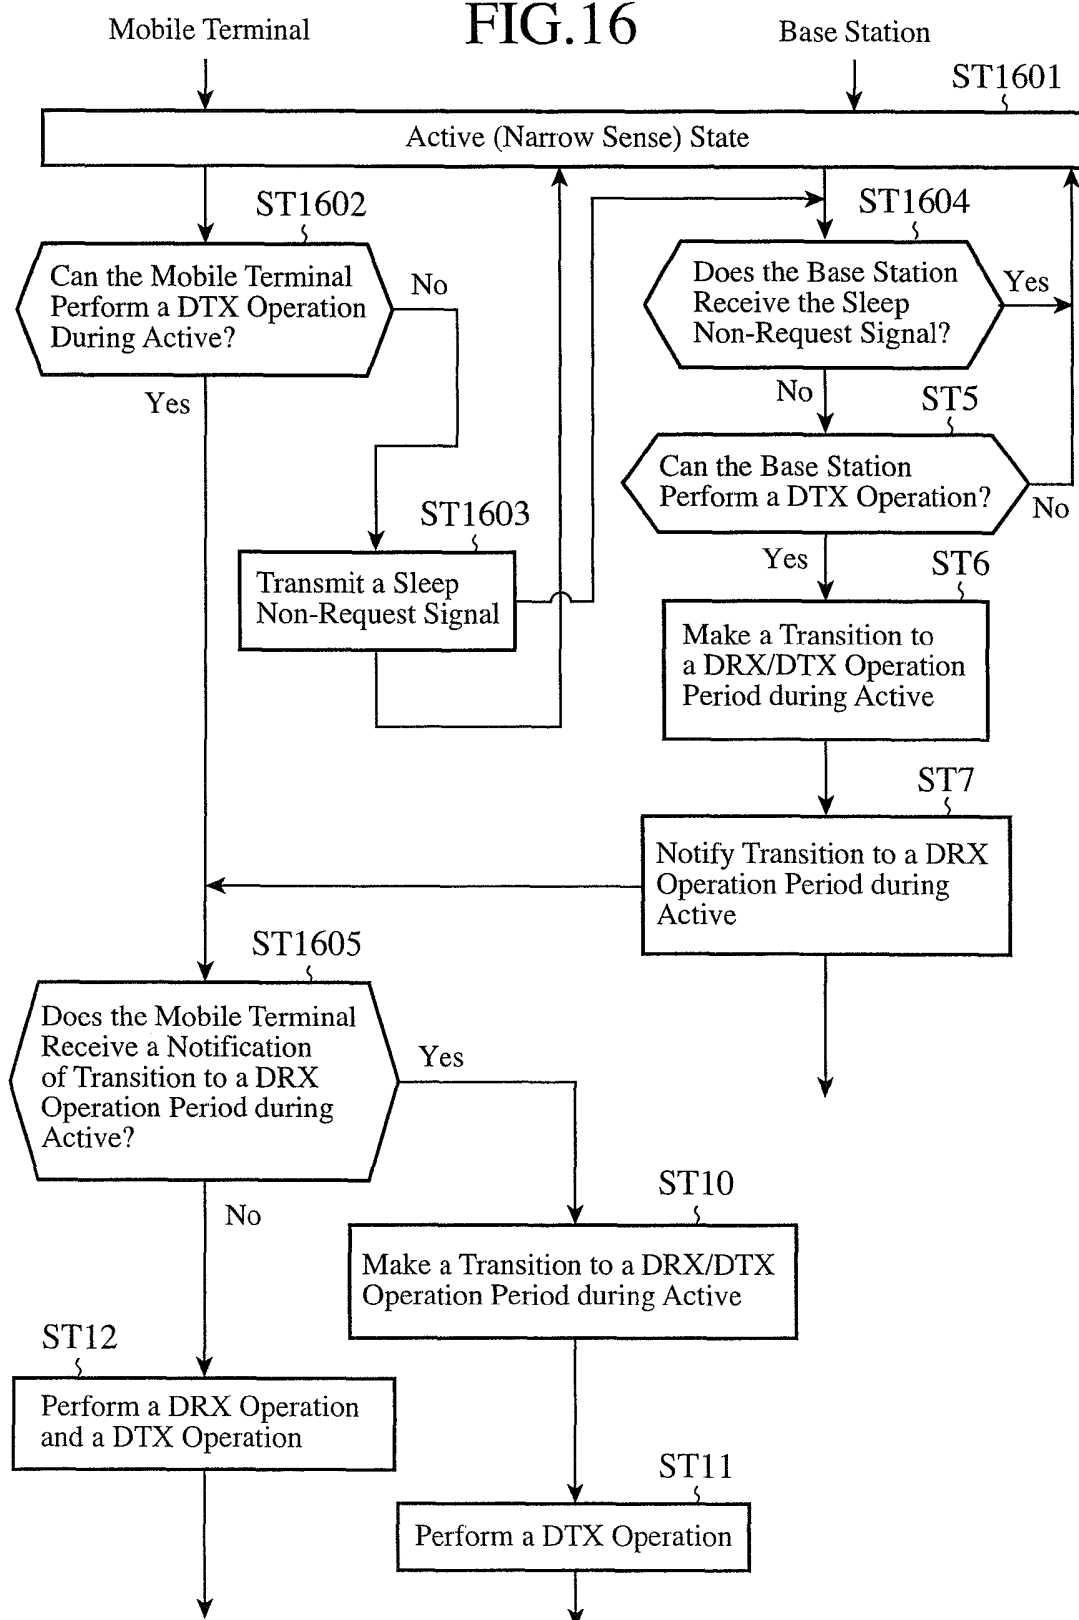 FIG.16
Mobile Terminal
Base Station
ST1601
Active (Narrow Sense) State
ST1602
Can the Mobile Terminal
Perform a DTX Operation
During Active?
No
Yes
ST1603
Transmit a Sleep
Non-Request Signal
ST1604
Does the Base Station
Receive the Sleep
Non-Request Signal?
Yes
No
ST5
Can the Base Station
Perform a DTX Operation?
No
Yes
ST6
Make a Transition to
a DRX/DTX Operation
Period during Active
ST7
Notify Transition to a DRX
Operation Period during
Active
ST1605
Does the Mobile Terminal
Receive a Notification
of Transition to a DRX
Operation Period during
Active?
Yes
No
ST10
Make a Transition to a DRX/DTX
Operation Period during Active
ST12
Perform a DRX Operation
and a DTX Operation
ST11
Perform a DTX Operation